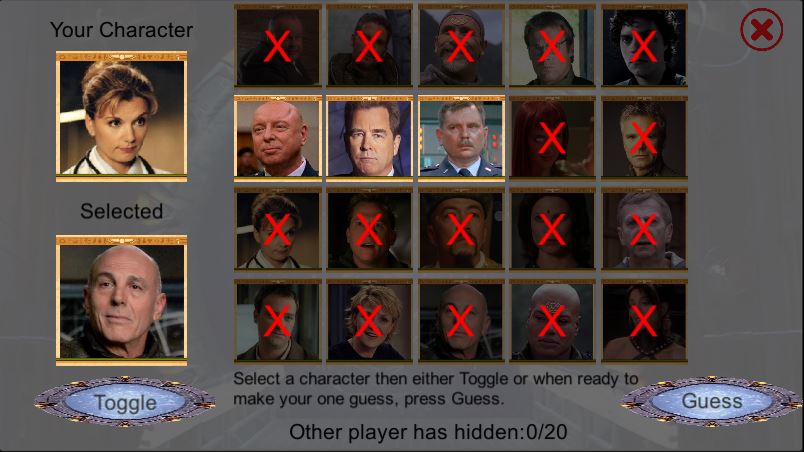 Your Character
Selected
Toggle
X X X X X
X X
X X X X X
X X X X X
Select a character then either Toggle or when ready to
make your one guess, press Guess.
Guess
Other player has hidden:0/20